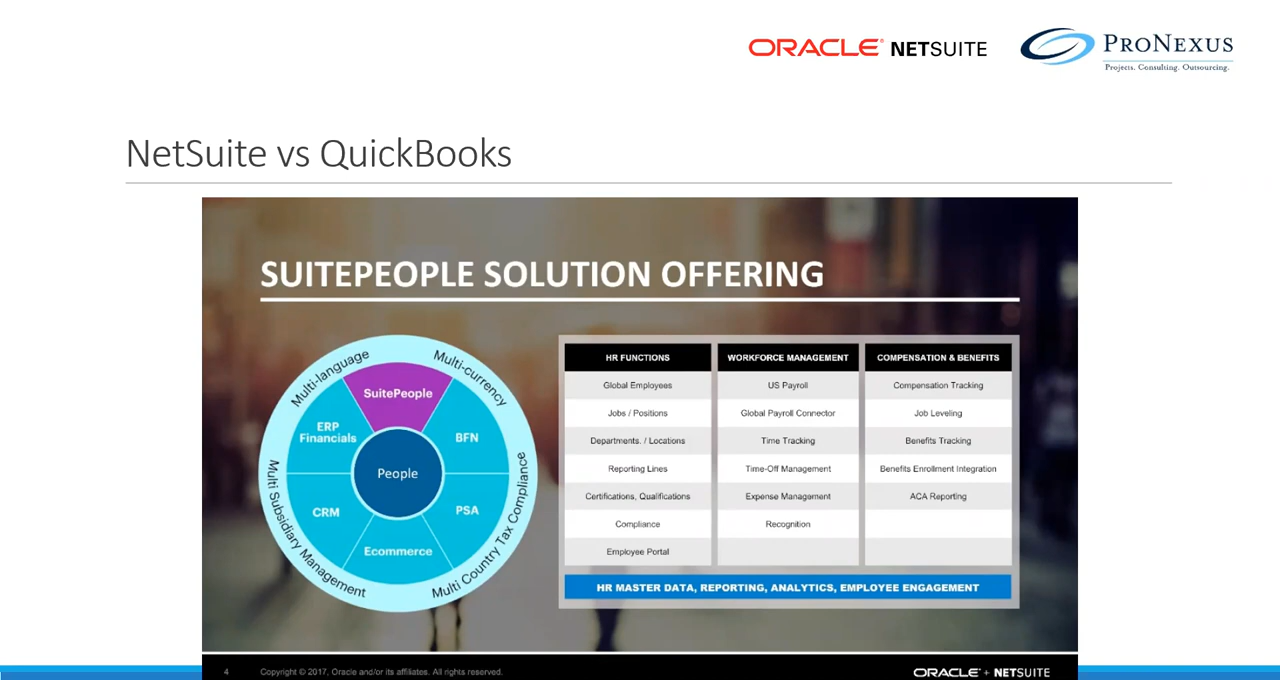 ORACLE® NETSUITE
PRONEXUS
Projects. Consulting. Outsourcing.
NetSuite vs QuickBooks
SUITEPEOPLE SOLUTION OFFERING
Multi-language
Multi-currency
Multi Subsidiary Management
Multi Country Tax Compliance
SuitePeople
ERP
Financials
BFN
People
CRM
PSA
Ecommerce
HR FUNCTIONS
Global Employees
Jobs / Positions
Departments. / Locations
Reporting Lines
Certifications, Qualifications
Compliance
Employee Portal
WORKFORCE MANAGEMENT
US Payroll
Global Payroll Connector
Time Tracking
Time-Off Management
Expense Management
Recognition
COMPENSATION & BENEFITS
Compensation Tracking
Job Leveling
Benefits Tracking
Benefits Enrollment Integration
ACA Reporting
HR MASTER DATA, REPORTING, ANALYTICS, EMPLOYEE ENGAGEMENT
4
Copyright © 2017, Oracle and/or its affiliates. All rights reserved.
ORACLE® + NETSUITE